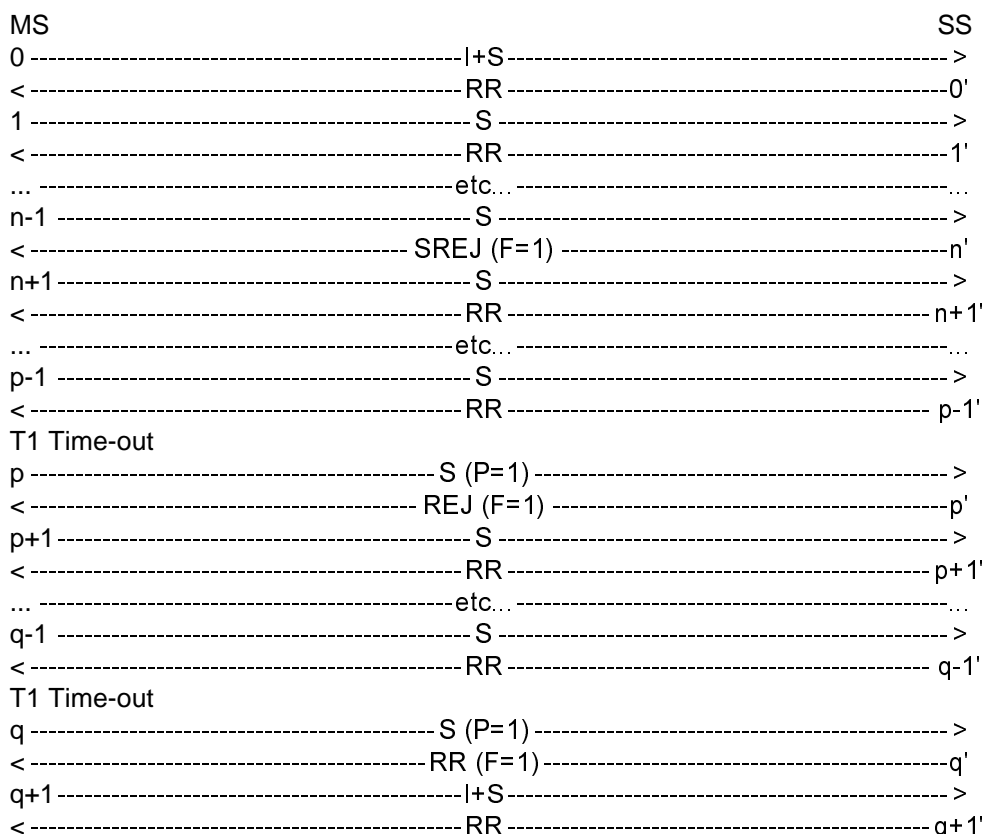 MS SS
0 ------------------------------------------------I+S------------------------------------------------ >
< ------------------------------------------------RR------------------------------------------------0'
1 ------------------------------------------------ S ------------------------------------------------ >
< ------------------------------------------------RR------------------------------------------------1'
... ------------------------------------------------etc... ------------------------------------------------...
n-1 ------------------------------------------------ S ------------------------------------------------ >
< ------------------------------------------ SREJ (F=1) ------------------------------------------n'
n+1------------------------------------------------ S ------------------------------------------------ >
< ------------------------------------------------RR------------------------------------------------ n+1'
... ------------------------------------------------etc... ------------------------------------------------...
p-1 ------------------------------------------------ S ------------------------------------------------ >
< ------------------------------------------------RR------------------------------------------------ p-1'
T1 Time-out
p -------------------------------------------- S (P=1) -------------------------------------------- >
< ------------------------------------------- REJ (F=1) -------------------------------------------p'
p+1------------------------------------------------ S ------------------------------------------------ >
< ------------------------------------------------RR------------------------------------------------ p+1'
... ------------------------------------------------etc... ------------------------------------------------...
q-1 ------------------------------------------------ S ------------------------------------------------ >
< ------------------------------------------------RR------------------------------------------------ q-1'
T1 Time-out
q -------------------------------------------- S (P=1) -------------------------------------------- >
< --------------------------------------------RR (F=1)--------------------------------------------q'
q+1------------------------------------------------I+S------------------------------------------------ >
< ------------------------------------------------RR------------------------------------------------ q+1'